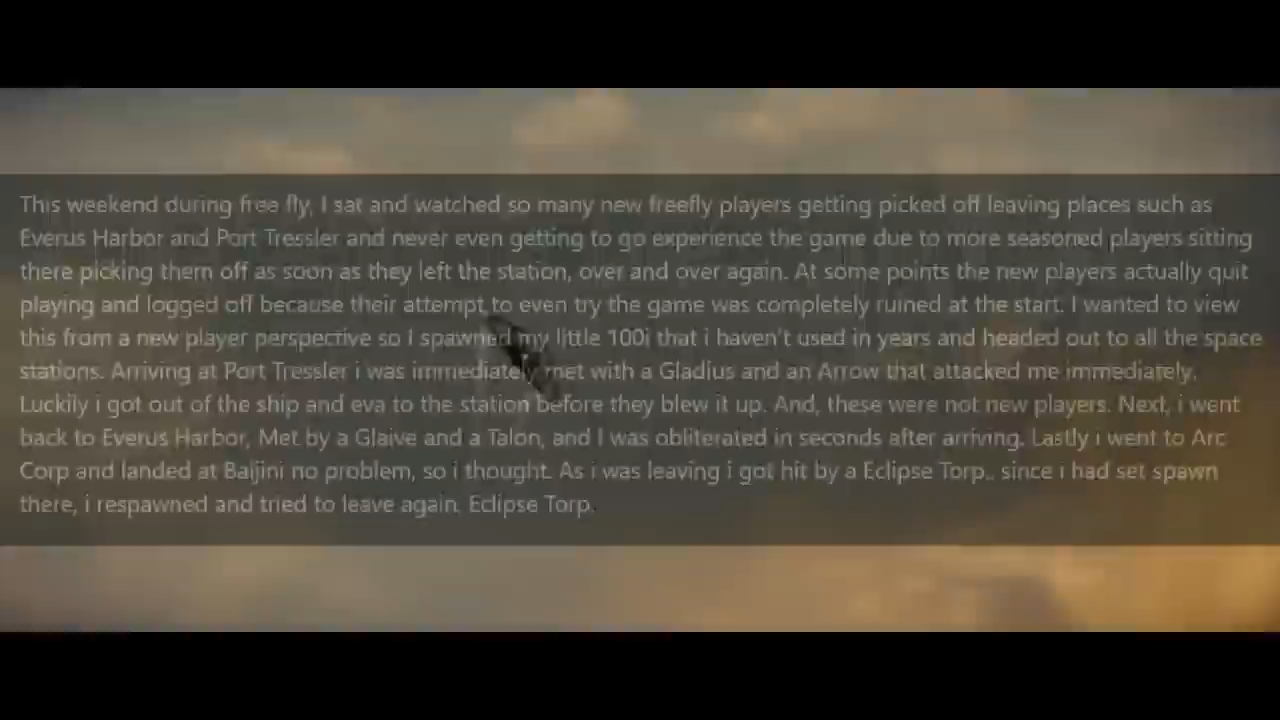 This weekend during free fly, I sat and watched so many new freefly players getting picked off leaving places such as
Everus Harbor and Port Tressler and never even getting to go experience the game due to more seasoned players sitting
there picking them off as soon as they left the station, over and over again. At some points the new players actually quit
playing and logged off because their attempt to even try the game was completely ruined at the start. I wanted to view
this from a new player perspective so I spawned my little 100i that i haven't used in years and headed out to all the space
stations. Arriving at Port Tressler i was immediately met with a Gladius and an Arrow that attacked me immediately.
Luckily i got out of the ship and eva to the station before they blew it up. And, these were not new players. Next, i went
back to Everus Harbor, Met by a Glaive and a Talon, and I was obliterated in seconds after arriving. Lastly i went to Arc
Corp and landed at Baijini no problem, so i thought. As i was leaving i got hit by a Eclipse Torp.. since i had set spawn
there, i respawned and tried to leave again. Eclipse Torp.